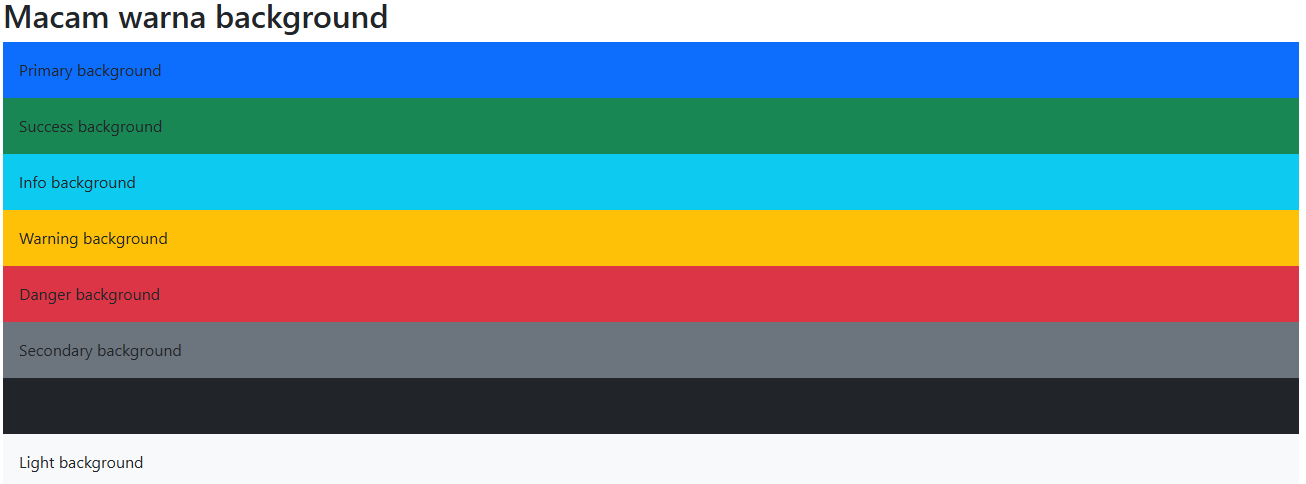 Macam warna background
Primary background
Success background
Info background
Warning background
Danger background
Secondary background
Light background